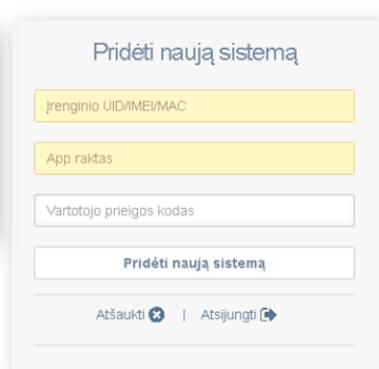 Pridėti naują sistemą
Įrenginio UID/IMEI/MAC
App raktas
Vartotojo prieigos kodas
Pridėti naują sistemą
Atšaukti | Atsijungti